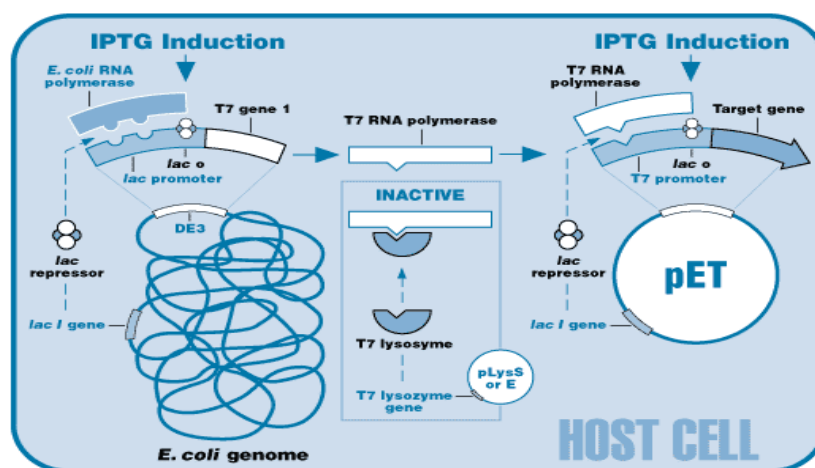 IPTG Induction
E. coli RNA
polymerase
T7 gene 1
lac o
lac promoter
DE3
lac
repressor
lac I gene
E. coli genome
T7 RNA polymerase
INACTIVE
T7 lysosyme
T7 lysozyme
gene
pLysS
or E
IPTG Induction
T7 RNA
polymerase
Target gene
lac o
T7 promoter
lac
repressor
pET
lac I gene
HOST CELL